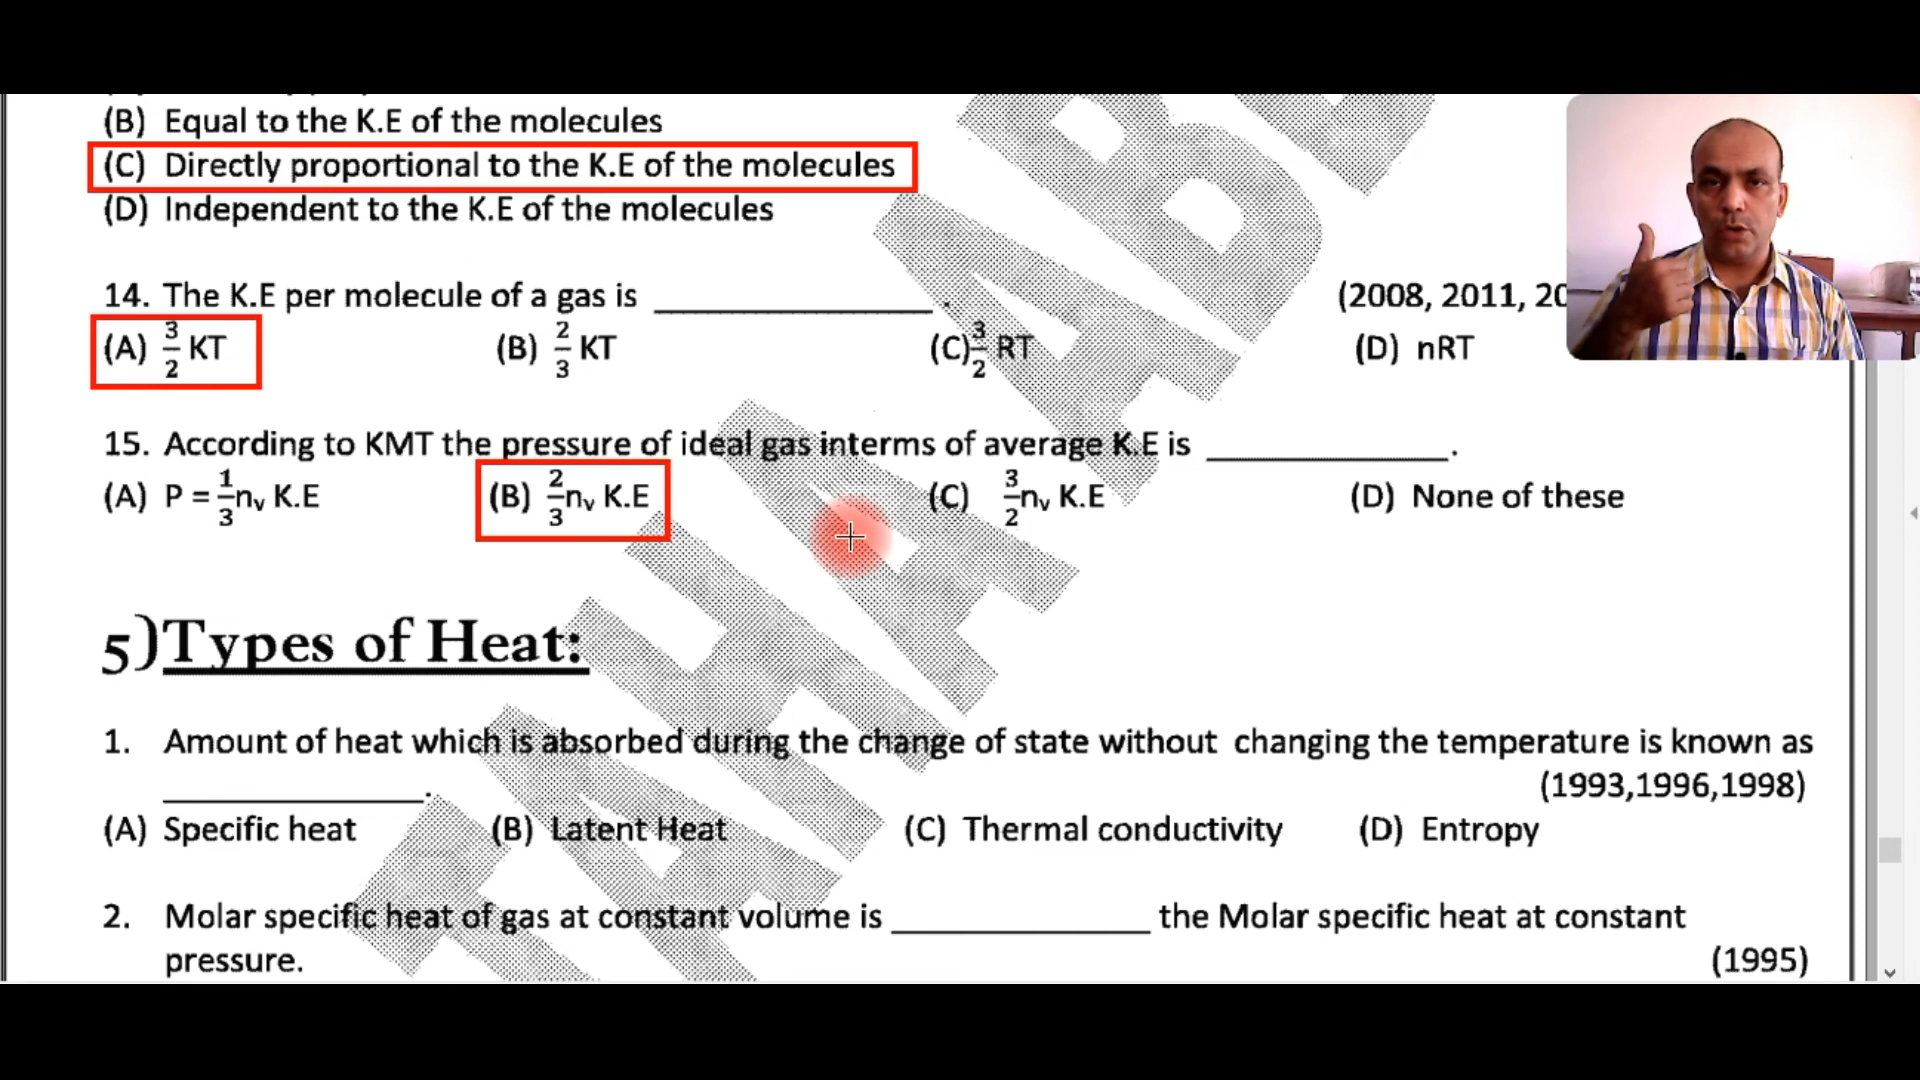 (B) Equal to the K.E of the molecules
(C) Directly proportional to the K.E of the molecules
(D) Independent to the K.E of the molecules
14. The K.E per molecule of a gas is ________________. (2008, 2011, 20
(A) 3/2 KT (B) 2/3 KT (C) 3/2 RT (D) nRT
15. According to KMT the pressure of ideal gas interms of average K.E is ______________.
(A) P = 1/3 nᵥ K.E (B) 2/3 nᵥ K.E (C) 3/2 nᵥ K.E (D) None of these
5) Types of Heat:
1. Amount of heat which is absorbed during the change of state without changing the temperature is known as
_______________. (1993,1996,1998)
(A) Specific heat (B) Latent Heat (C) Thermal conductivity (D) Entropy
2. Molar specific heat of gas at constant volume is _______________ the Molar specific heat at constant
pressure. (1995)